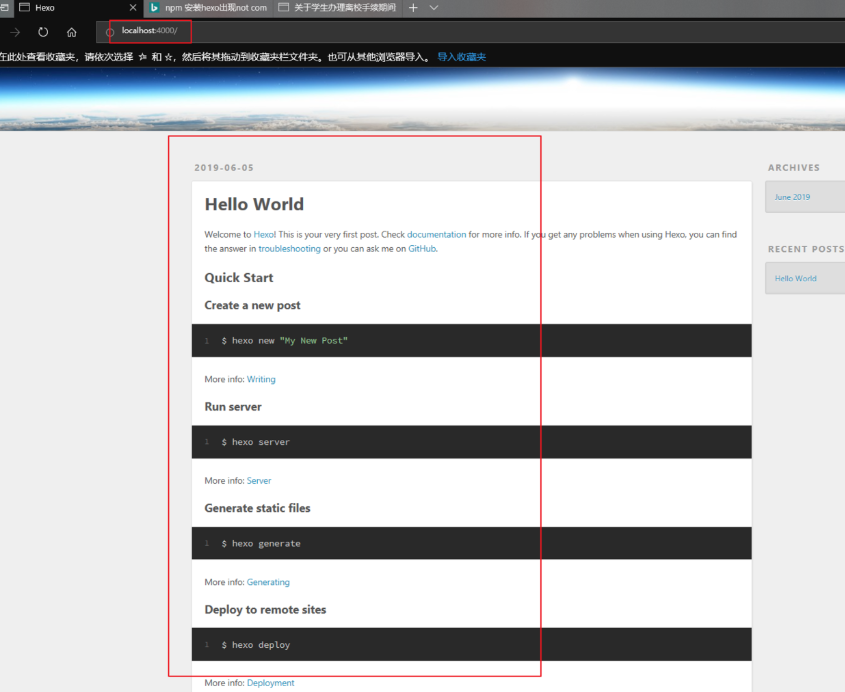 Hexo
npm 安装hexo出现not com
关于学生办理离校手续期间
localhost:4000/
在此处查看收藏夹，请依次选择 和 ☆，然后将其拖动到收藏夹栏文件夹。也可从其他浏览器导入。 导入收藏夹
2019-06-05
Hello World
Welcome to Hexo! This is your very first post. Check documentation for more info. If you get any problems when using Hexo, you can find
the answer in troubleshooting or you can ask me on GitHub.
Quick Start
Create a new post
1 $ hexo new "My New Post"
More info: Writing
Run server
1 $ hexo server
More info: Server
Generate static files
1 $ hexo generate
More info: Generating
Deploy to remote sites
1 $ hexo deploy
More info: Deployment
ARCHIVES
June 2019
RECENT POSTS
Hello World